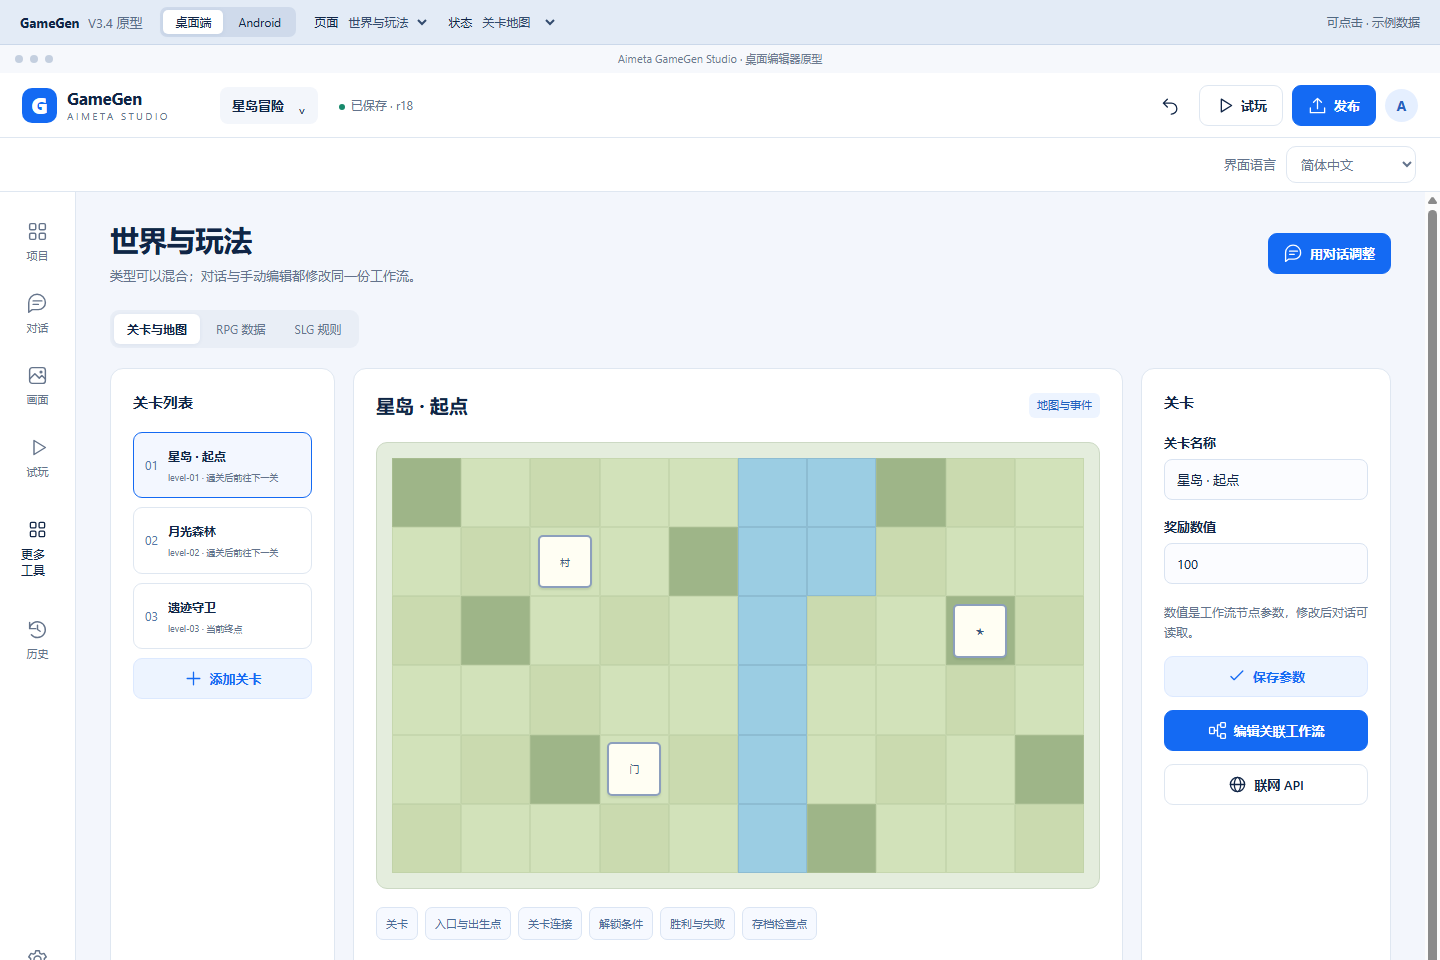 GameGen V3.4 原型 桌面端 Android 页面 世界与玩法 状态 关卡地图 可点击 · 示例数据
Aimeta GameGen Studio · 桌面编辑器原型
G GameGen 星岛冒险 已保存 · r18 试玩 发布 A
AIMETA STUDIO
界面语言 简体中文
项目
对话
画面
试玩
更多
工具
历史
世界与玩法
类型可以混合；对话与手动编辑都修改同一份工作流。
用对话调整
关卡与地图 RPG 数据 SLG 规则
关卡列表
01 星岛 · 起点
level-01 · 通关后前往下一关
02 月光森林
level-02 · 通关后前往下一关
03 遗迹守卫
level-03 · 当前终点
添加关卡
星岛 · 起点 地图与事件
村
★
门
关卡 入口与出生点 关卡连接 解锁条件 胜利与失败 存档检查点
关卡
关卡名称
星岛 · 起点
奖励数值
100
数值是工作流节点参数，修改后对话可
读取。
保存参数
编辑关联工作流
联网 API